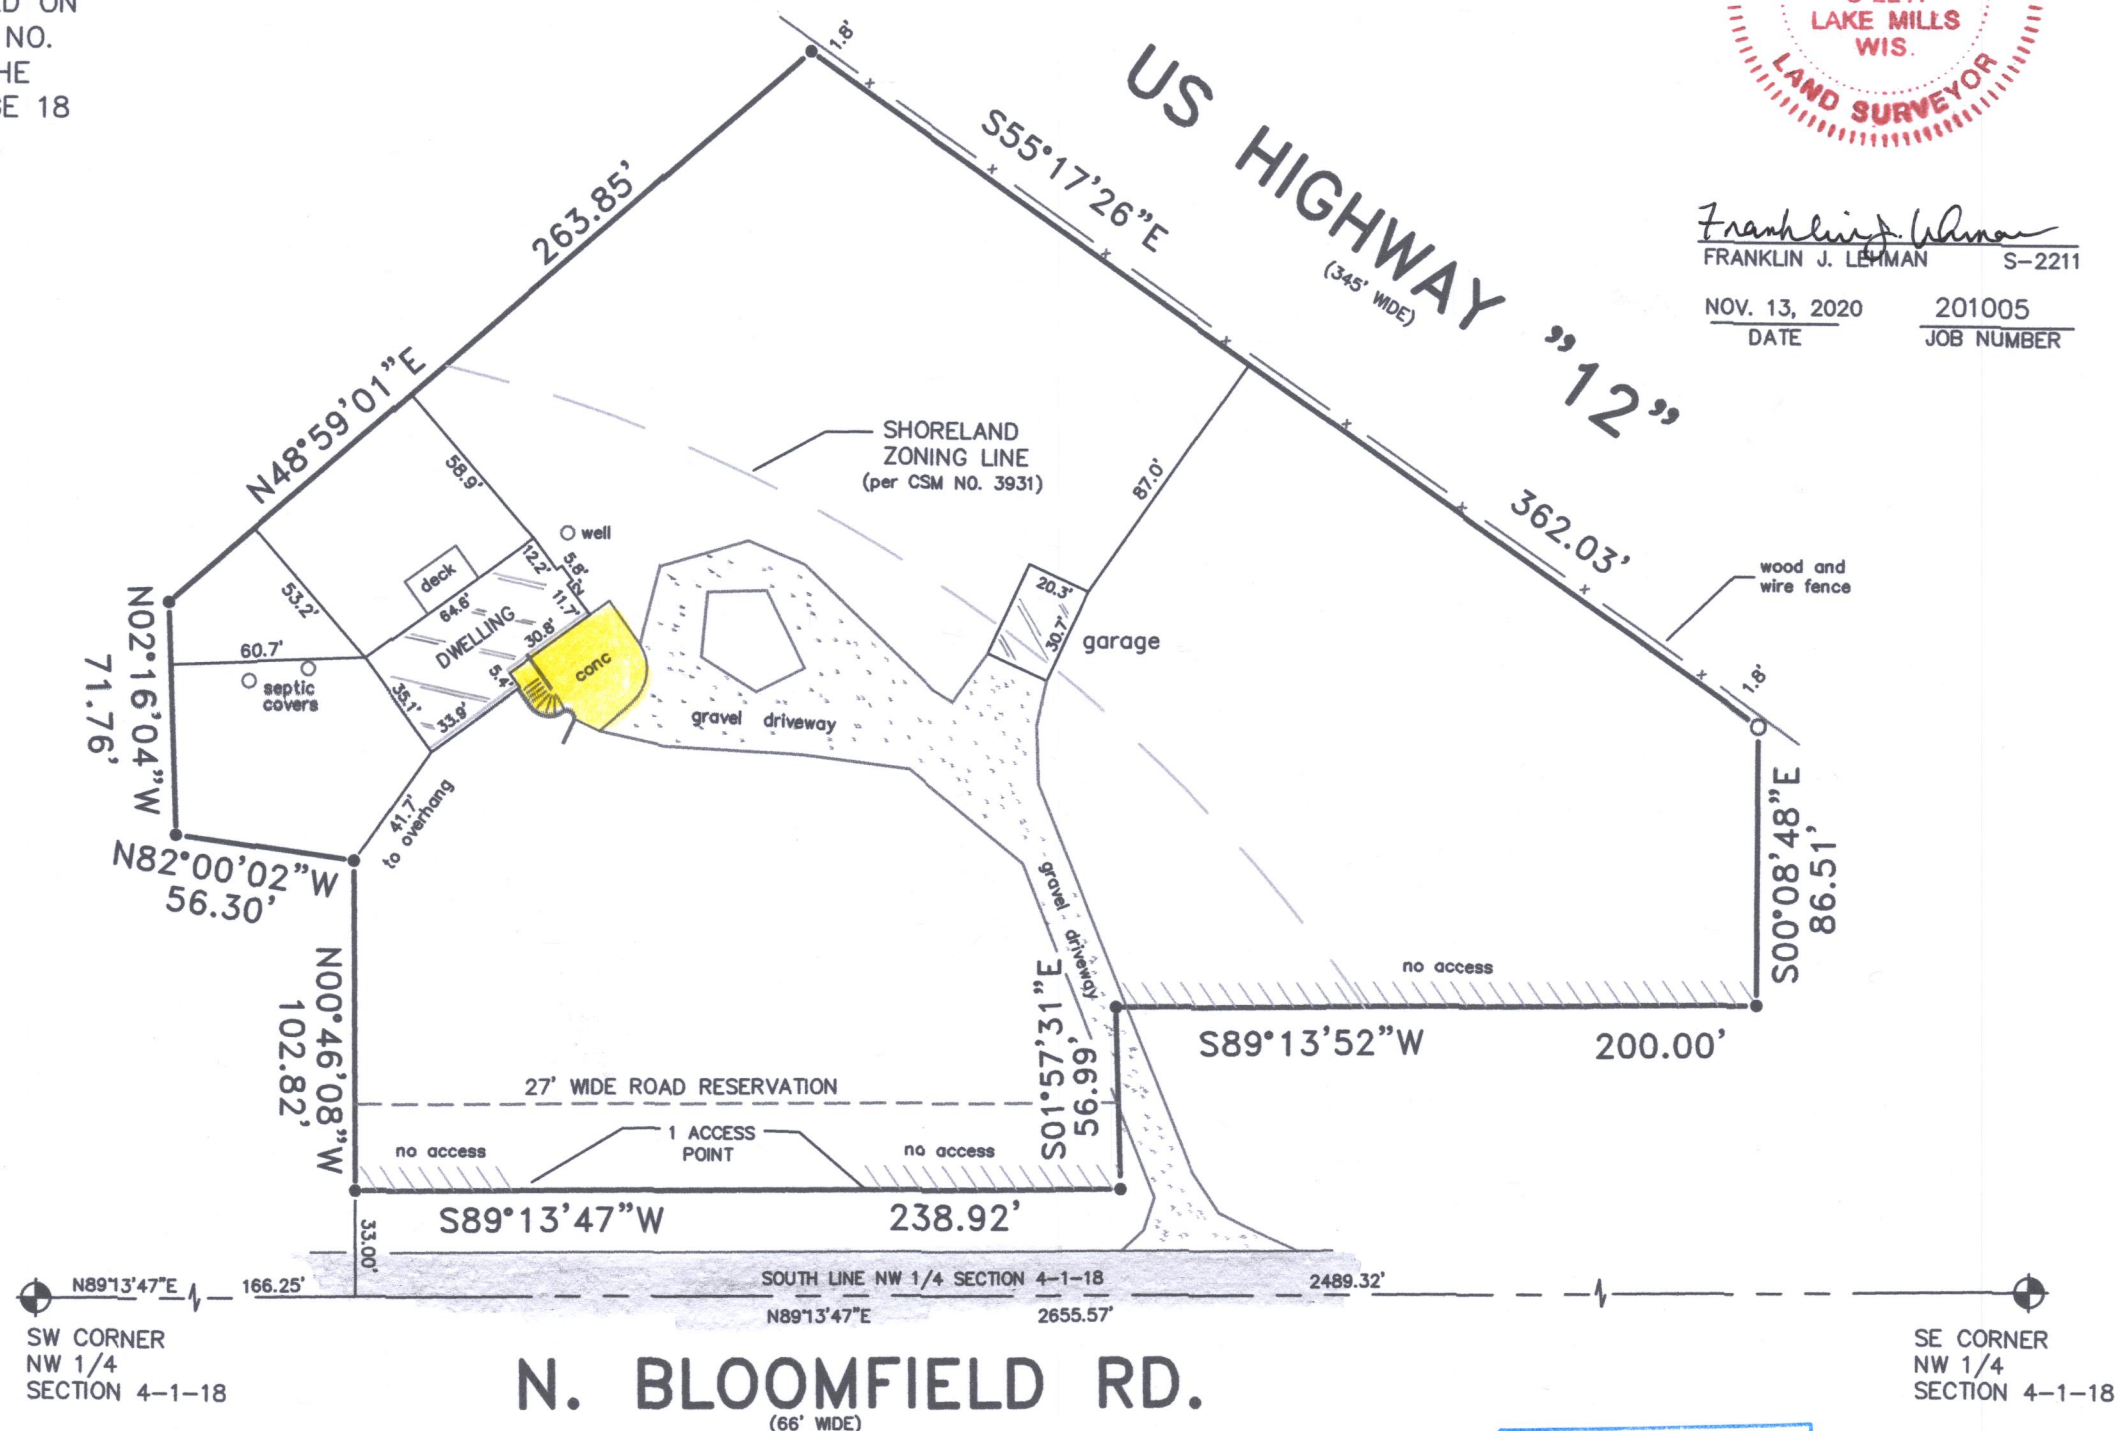 ON
NO.
HE
GE 18
LAKE MILLS
WIS.
LAND SURVEYOR
FRANKLIN J. LEHMAN S-2211
NOV. 13, 2020 201005
DATE JOB NUMBER
US HIGHWAY "12"
(345' WIDE)
1.8'
S55°17'26"E
362.03'
1.8'
wood and
wire fence
263.85'
N48°59'01"E
SHORELAND
ZONING LINE
(per CSM NO. 3931)
87.0'
58.9'
well
53.2'
deck
12.2'
5.8'
11.7'
64.6'
DWELLING
30.8'
conc
5.4'
33.9'
35.1'
60.7'
septic
covers
20.3'
30.7'
garage
gravel driveway
gravel driveway
N02°16'04"W
71.76'
N82°00'02"W
56.30'
41.7'
to overhang
N00°46'08"W
102.82'
S00°08'48"E
86.51'
no access
S89°13'52"W 200.00'
S01°57'31"E
56.99'
27' WIDE ROAD RESERVATION
1 ACCESS
POINT
no access
no access
S89°13'47"W 238.92'
33.00'
N89°13'47"E 166.25'
SOUTH LINE NW 1/4 SECTION 4-1-18
2489.32'
N89°13'47"E 2655.57'
SW CORNER
NW 1/4
SECTION 4-1-18
SE CORNER
NW 1/4
SECTION 4-1-18
N. BLOOMFIELD RD.
(66' WIDE)